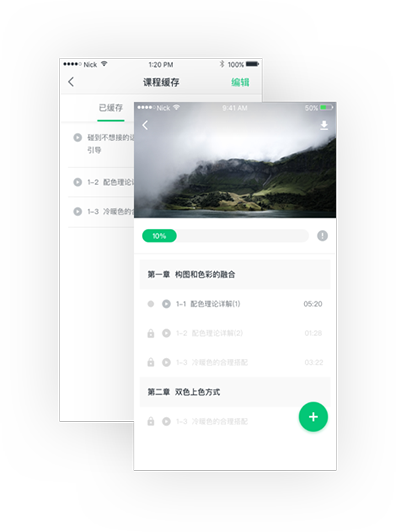 Nick
1:20 PM
100%
课程缓存
编辑
已缓存
碰到不想接的
引导
1-2 配色理论
1-3 冷暖色的
Nick
9:41 AM
50%
10%
第一章 构图和色彩的融合
1-1 配色理论详解(1)
05:20
1-2 配色理论详解(2)
01:28
1-3 冷暖色的合理搭配
03:22
第二章 双色上色方式
1-3 冷暖色的合理搭配